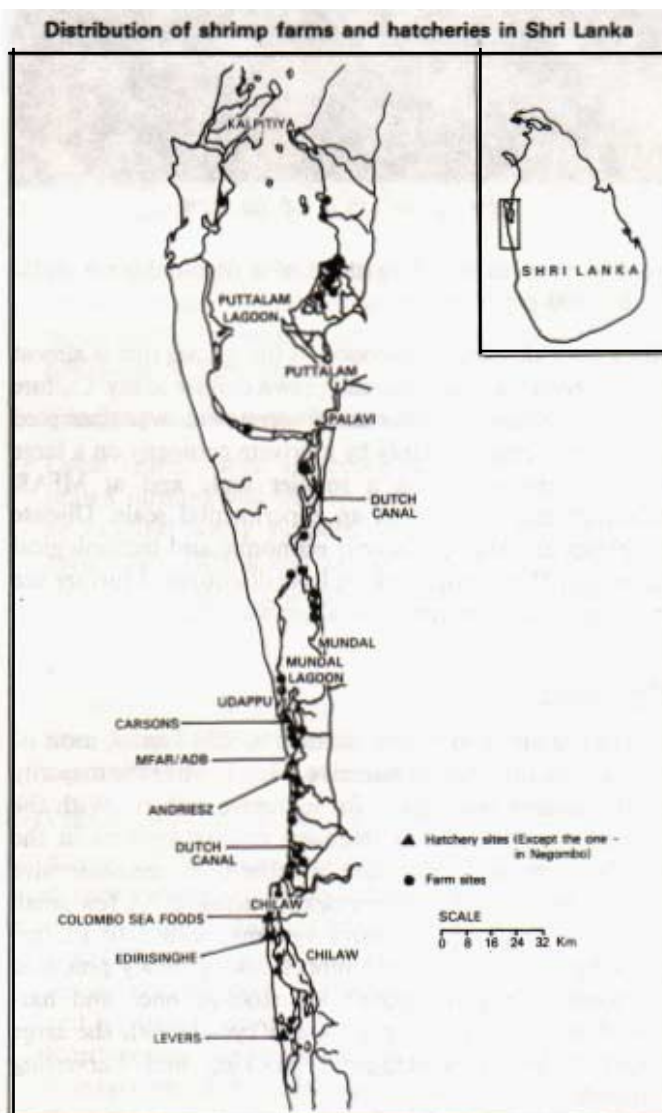 Distribution of shrimp farms and hatcheries in Shri Lanka
KALPITIYA
SHRI LANKA
PUTTALAM
LAGOON
PUTTALAM
PALAVI
DUTCH
CANAL
MUNDAL
MUNDAL
LAGOON
UDAPPU
CARSONS
MFAR/ADB
ANDRIESZ
DUTCH
CANAL
Hatchery sites (Except the one –
in Negombo)
Farm sites
CHILAW
COLOMBO SEA FOODS
EDIRISINGHE
CHILAW
SCALE
0 8 16 24 32 Km
LEVERS